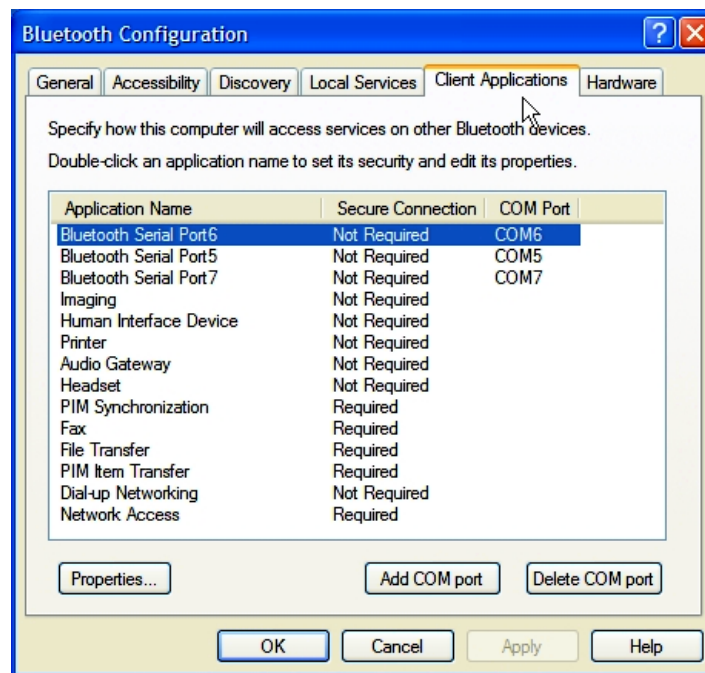 Bluetooth Configuration
General Accessibility Discovery Local Services Client Applications Hardware
Specify how this computer will access services on other Bluetooth devices.
Double-click an application name to set its security and edit its properties.
Application Name Secure Connection COM Port
Bluetooth Serial Port6 Not Required COM6
Bluetooth Serial Port5 Not Required COM5
Bluetooth Serial Port7 Not Required COM7
Imaging Not Required
Human Interface Device Not Required
Printer Not Required
Audio Gateway Not Required
Headset Not Required
PIM Synchronization Required
Fax Required
File Transfer Required
PIM Item Transfer Required
Dial-up Networking Not Required
Network Access Required
Properties... Add COM port Delete COM port
OK Cancel Apply Help